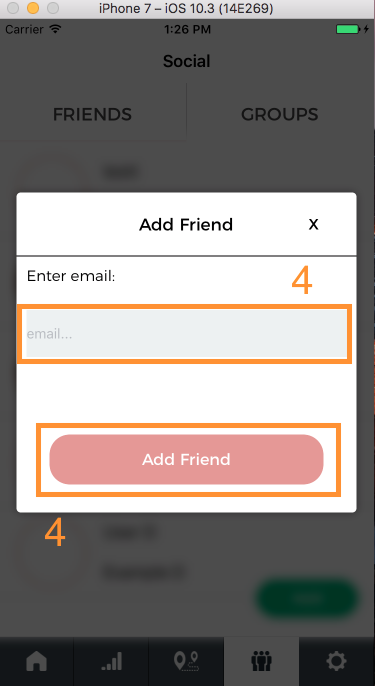 iPhone 7 – iOS 10.3 (14E269)
Carrier 1:26 PM
Social
FRIENDS GROUPS
Add Friend X
Enter email:
4
email...
Add Friend
4